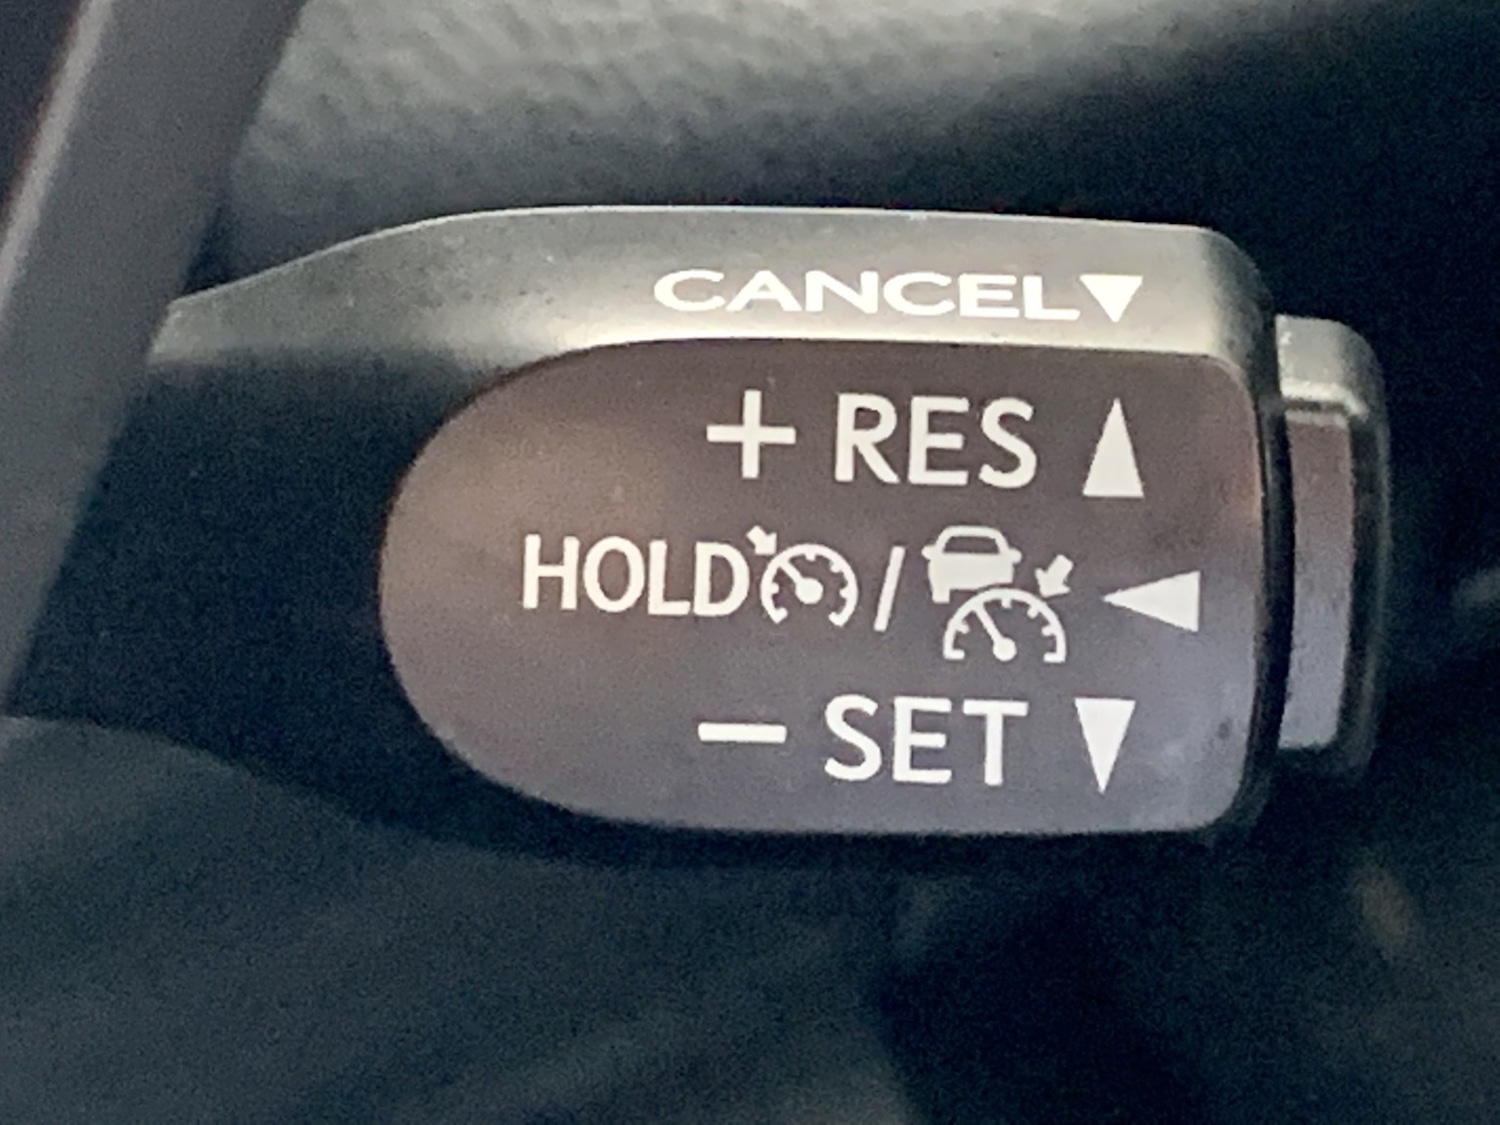 CANCEL▼
+ RES ▲
HOLD / ◀
− SET ▼